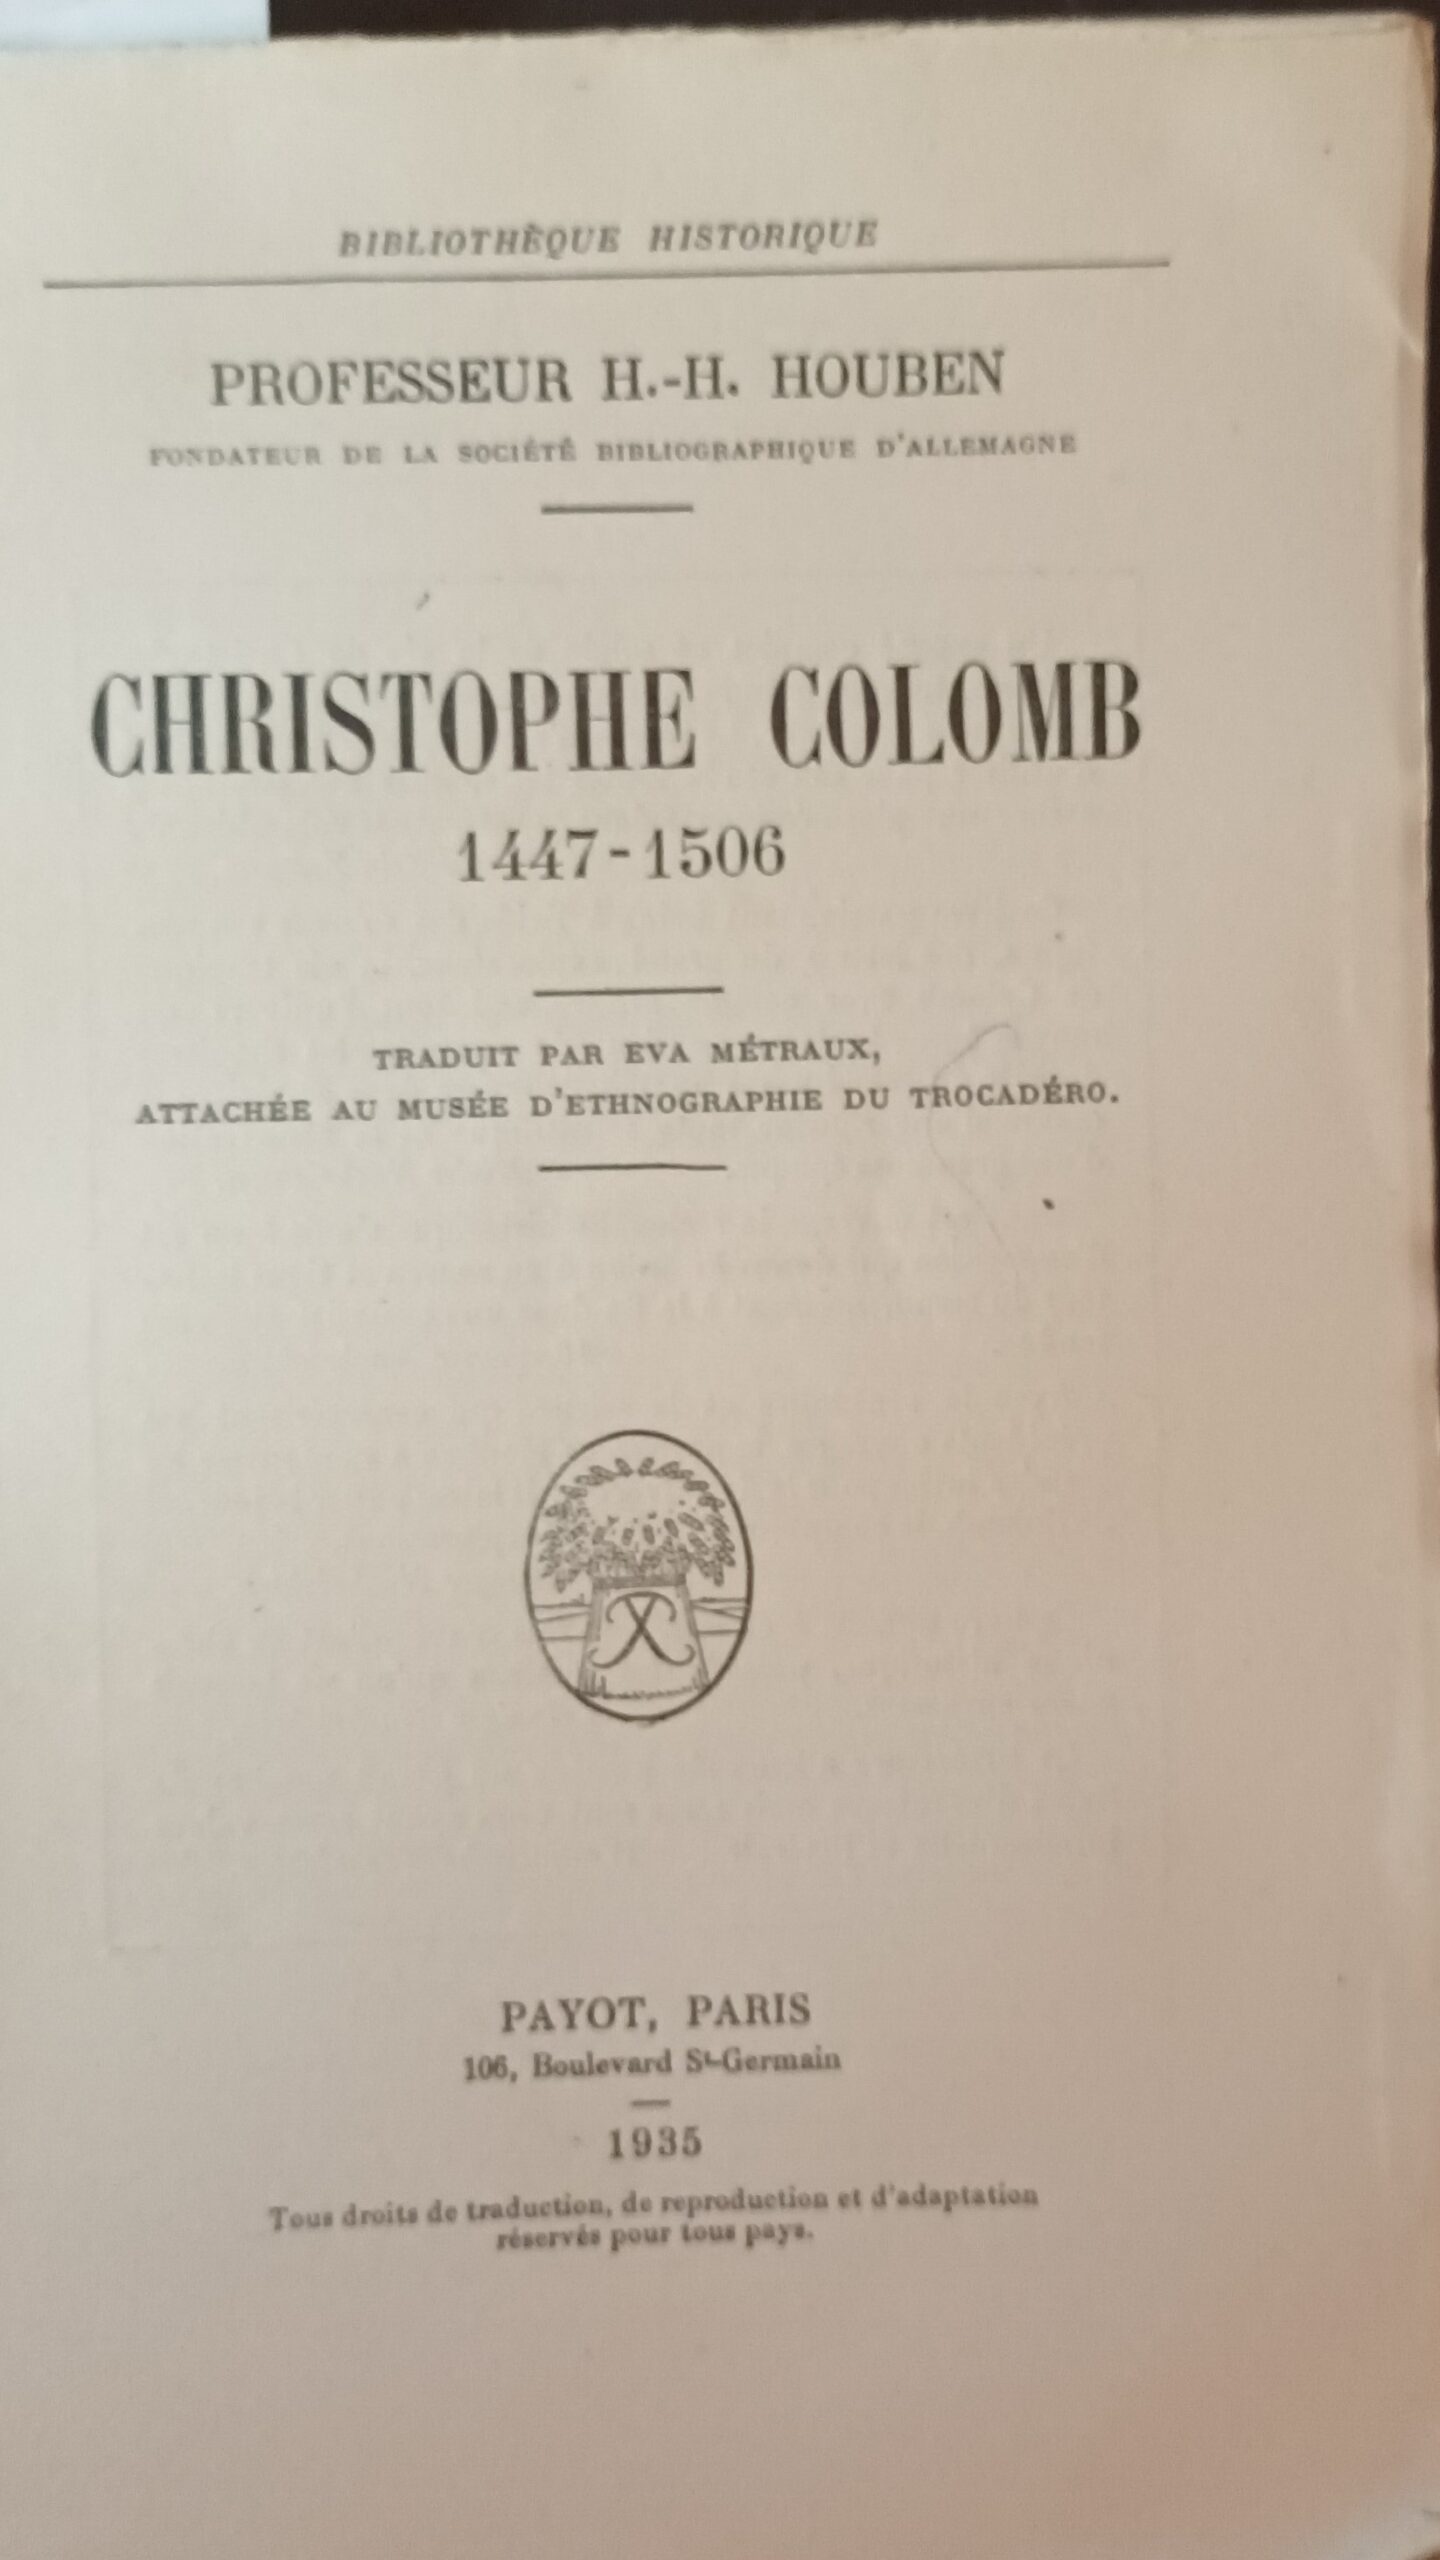 BIBLIOTHÈQUE HISTORIQUE
PROFESSEUR H.-H. HOUBEN
FONDATEUR DE LA SOCIÉTÉ BIBLIOGRAPHIQUE D'ALLEMAGNE
CHRISTOPHE COLOMB
1447-1506
TRADUIT PAR EVA MÉTRAUX,
ATTACHÉE AU MUSÉE D'ETHNOGRAPHIE DU TROCADÉRO.
PAYOT, PARIS
106, Boulevard St-Germain
1935
Tous droits de traduction, de reproduction et d'adaptation
réservés pour tous pays.